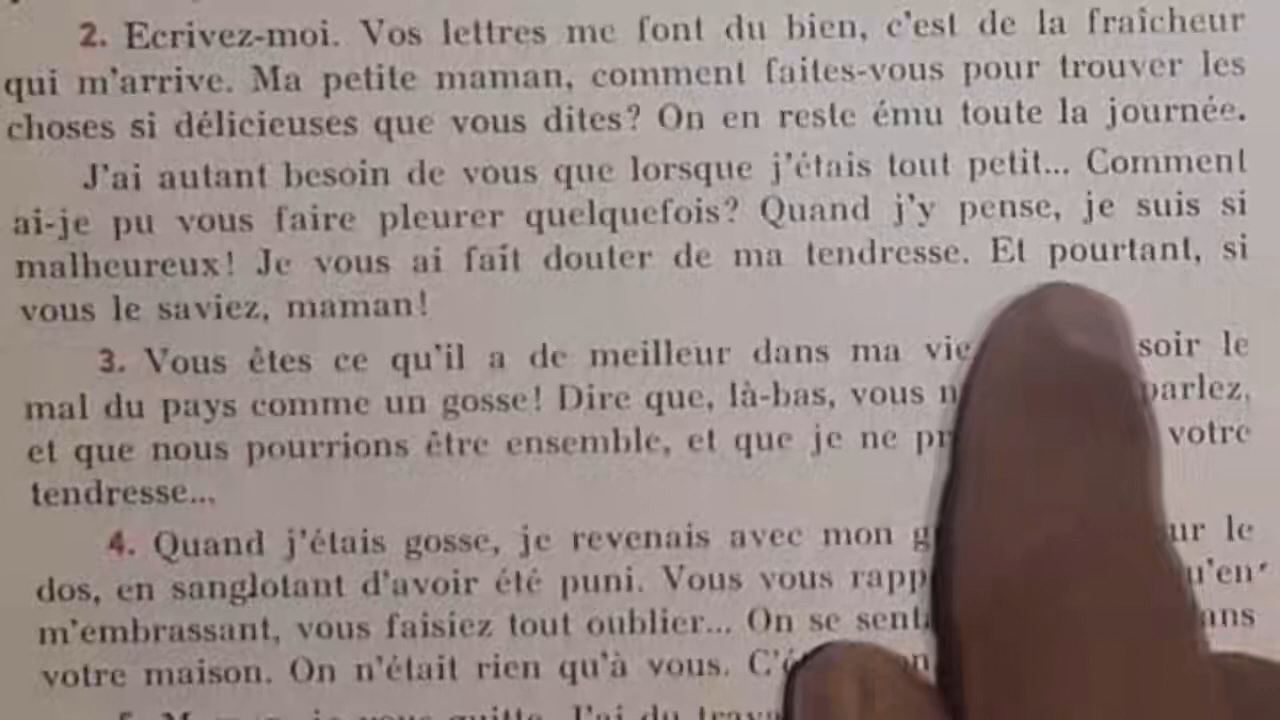 2. Ecrivez-moi. Vos lettres me font du bien, c'est de la fraîcheur
qui m'arrive. Ma petite maman, comment faites-vous pour trouver les
choses si délicieuses que vous dites? On en reste ému toute la journée.
J'ai autant besoin de vous que lorsque j'étais tout petit... Comment
ai-je pu vous faire pleurer quelquefois? Quand j'y pense, je suis si
malheureux! Je vous ai fait douter de ma tendresse. Et pourtant, si
vous le saviez, maman!
3. Vous êtes ce qu'il a de meilleur dans ma vie soir le
mal du pays comme un gosse! Dire que, là-bas, vous parlez,
et que nous pourrions être ensemble, et que je ne votre
tendresse...
4. Quand j'étais gosse, je revenais avec mon le
dos, en sanglotant d'avoir été puni. Vous vous qu'en
m'embrassant, vous faisiez tout oublier... On se
votre maison. On n'était rien qu'à vous.
je vous quitte. J'ai du